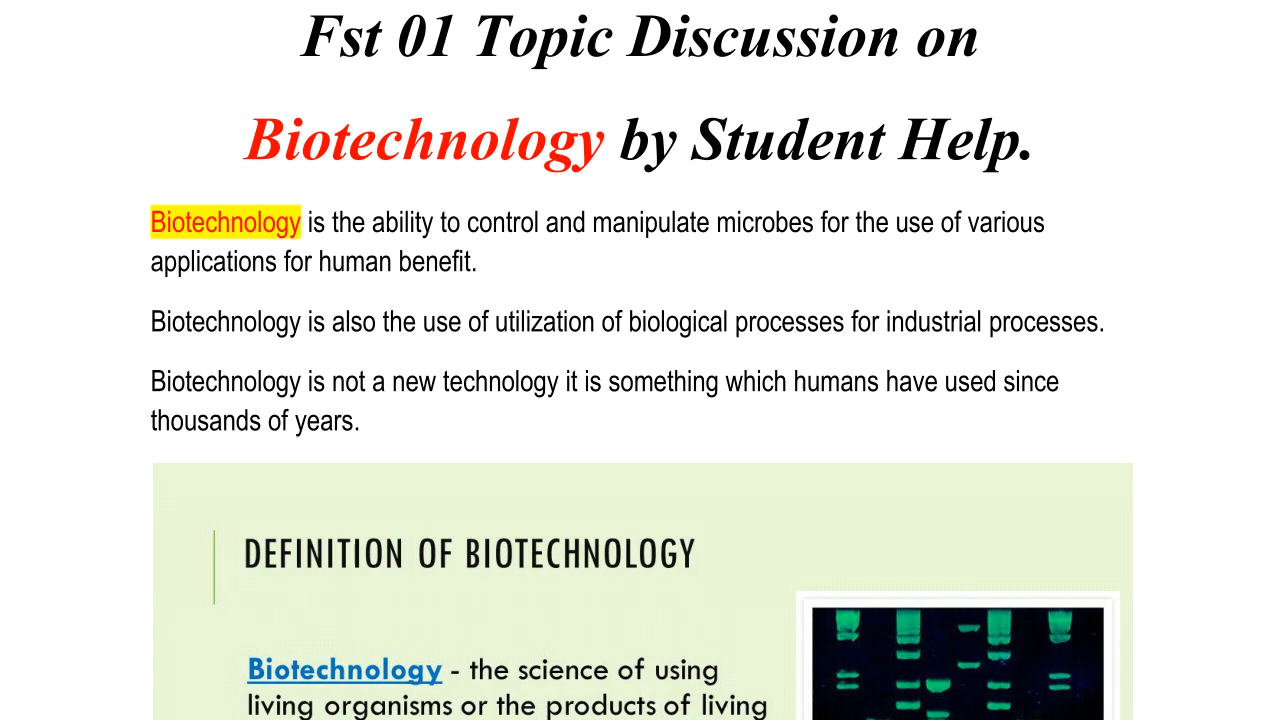 Fst 01 Topic Discussion on
Biotechnology by Student Help.
Biotechnology is the ability to control and manipulate microbes for the use of various
applications for human benefit.
Biotechnology is also the use of utilization of biological processes for industrial processes.
Biotechnology is not a new technology it is something which humans have used since
thousands of years.
DEFINITION OF BIOTECHNOLOGY
Biotechnology - the science of using
living organisms or the products of living